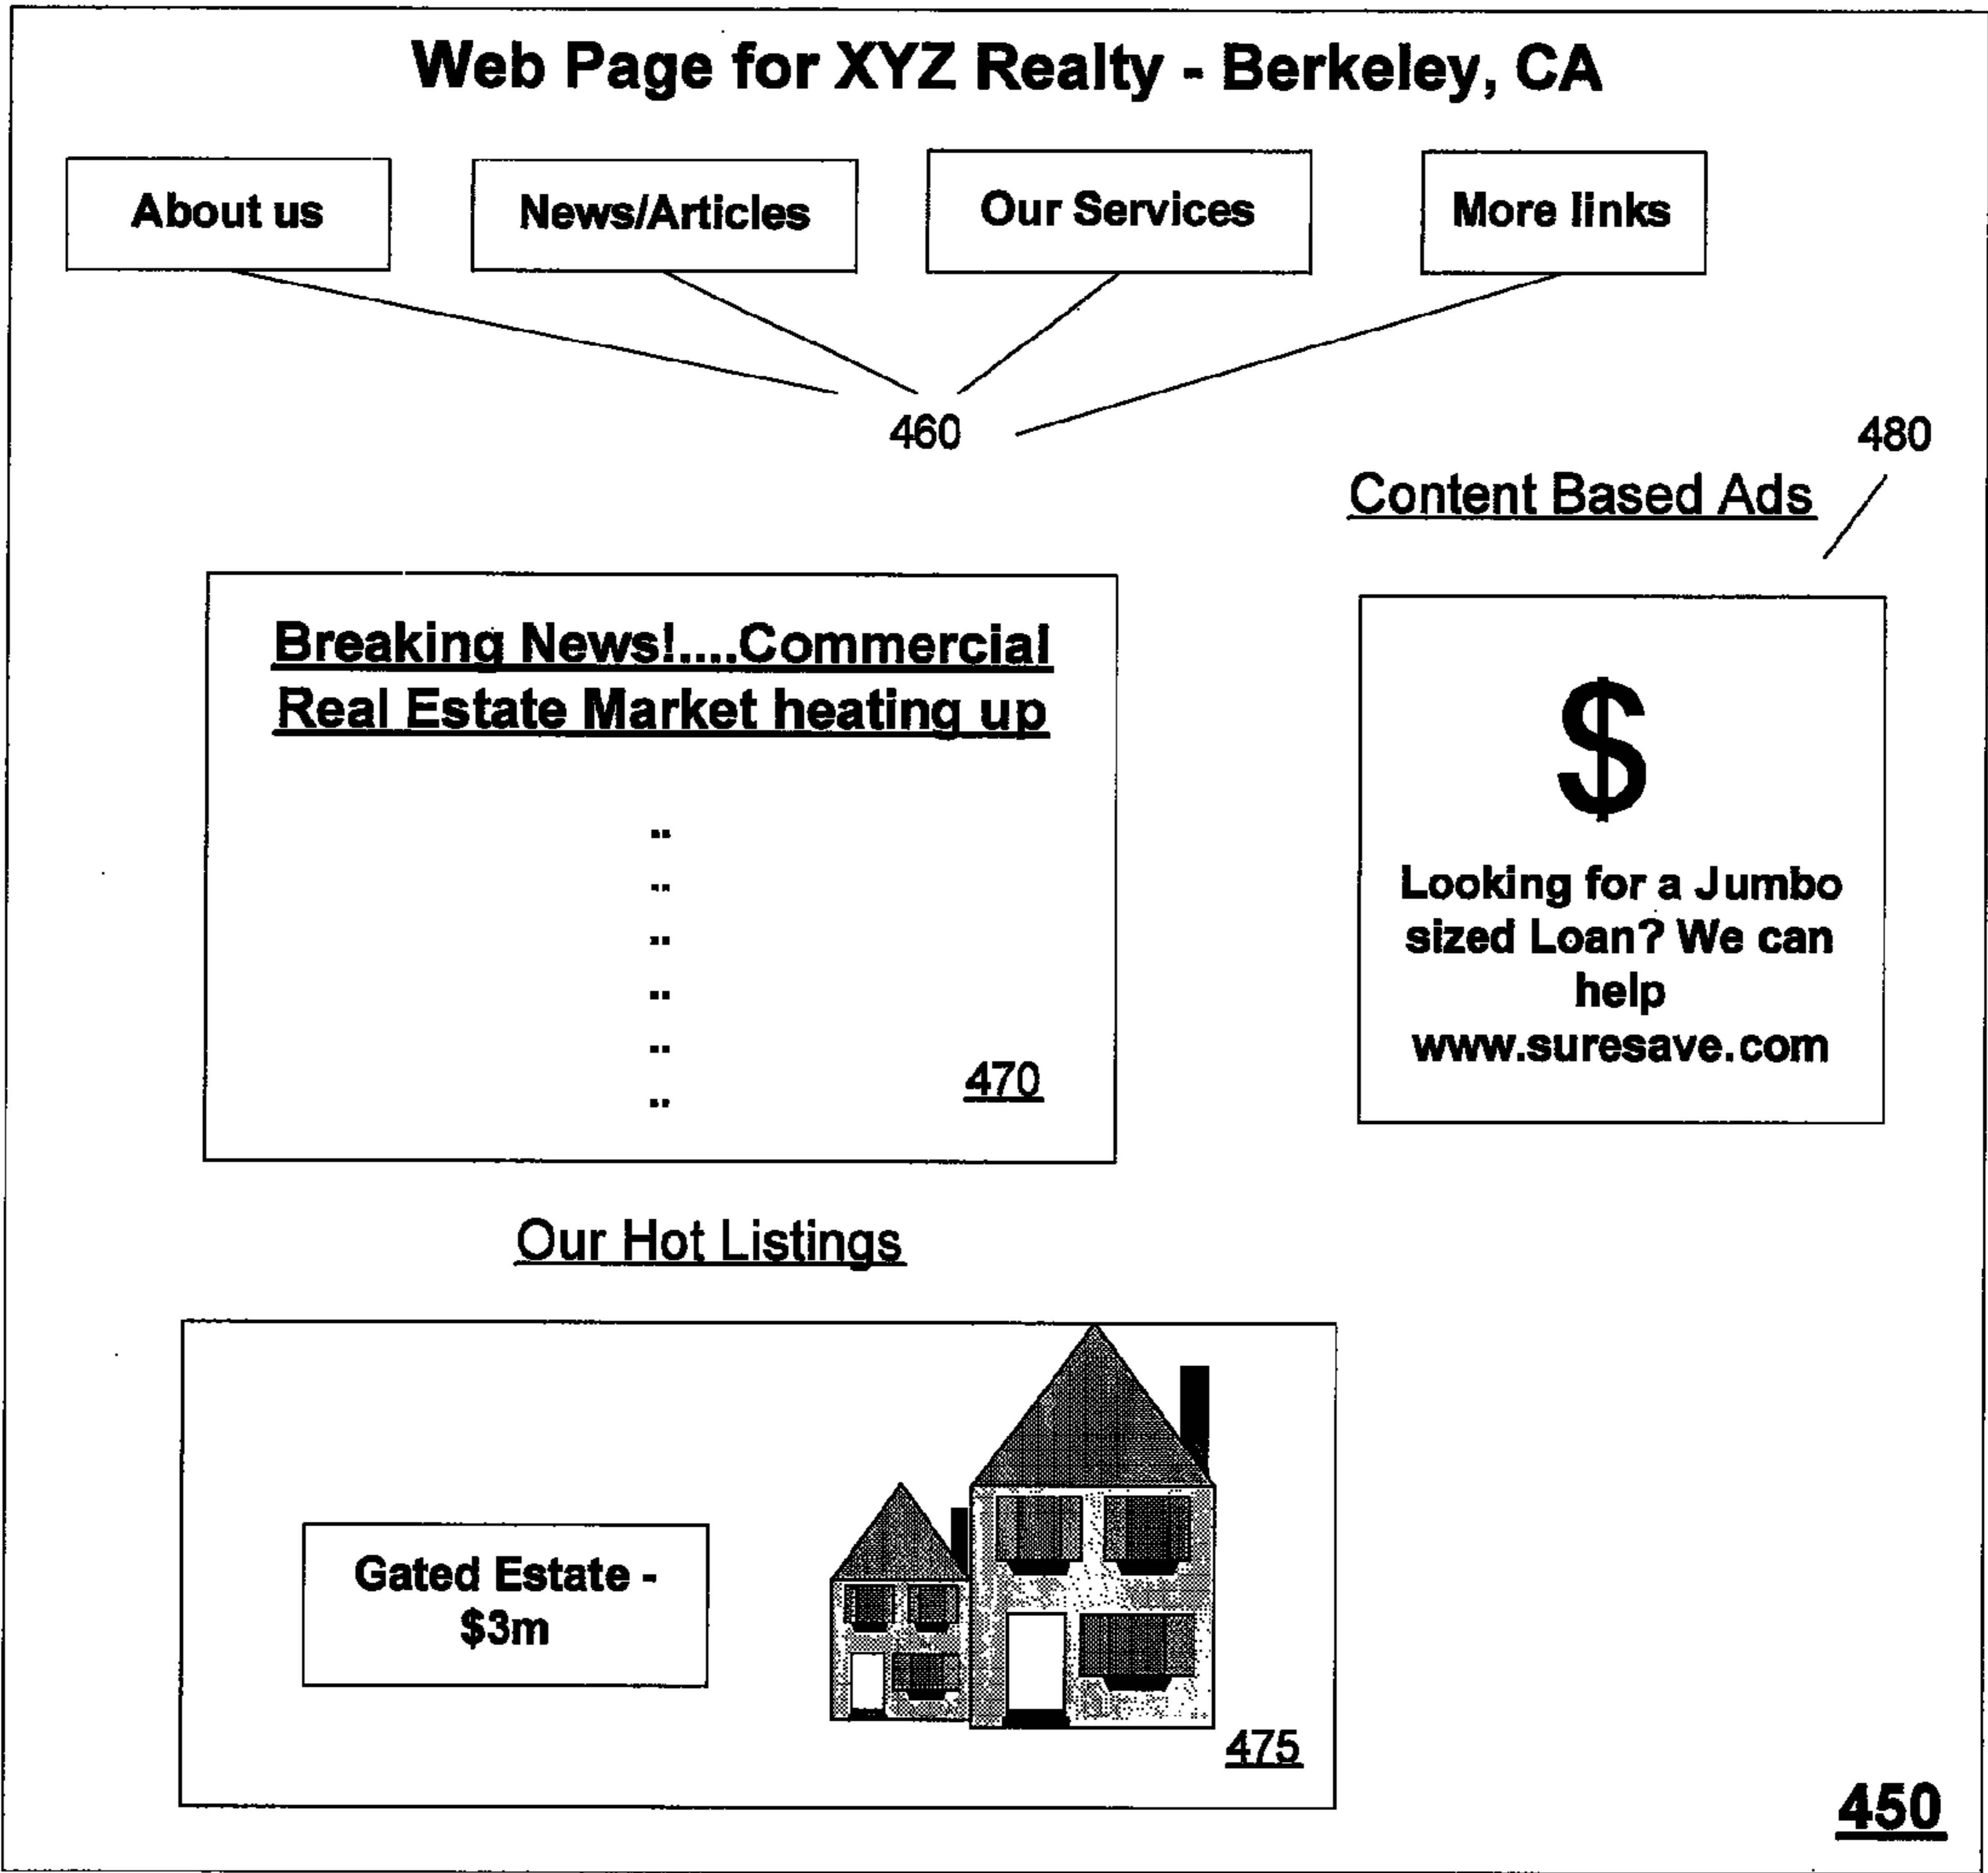 Web Page for XYZ Realty - Berkeley, CA
About us
News/Articles
Our Services
More links
460
480
Content Based Ads
Breaking News!....Commercial
Real Estate Market heating up
"
"
"
"
"
"
470
$
Looking for a Jumbo
sized Loan? We can
help
www.suresave.com
Our Hot Listings
Gated Estate -
$3m
475
450